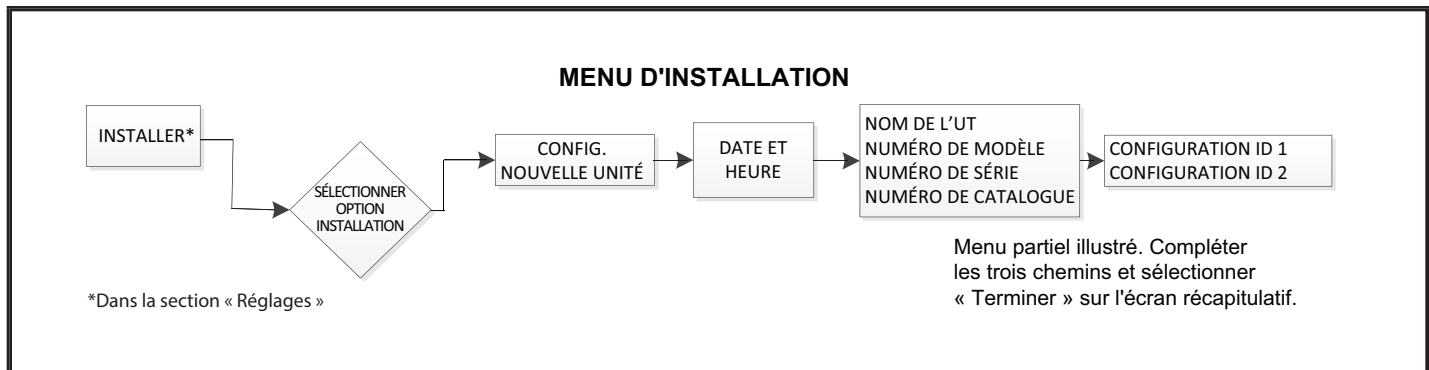 MENU D'INSTALLATION
INSTALLER*
SÉLECTIONNER
OPTION
INSTALLATION
CONFIG.
NOUVELLE UNITÉ
DATE ET
HEURE
NOM DE L’UT
NUMÉRO DE MODÈLE
NUMÉRO DE SÉRIE
NUMÉRO DE CATALOGUE
CONFIGURATION ID 1
CONFIGURATION ID 2
Menu partiel illustré. Compléter
les trois chemins et sélectionner
« Terminer » sur l'écran récapitulatif.
*Dans la section « Réglages »